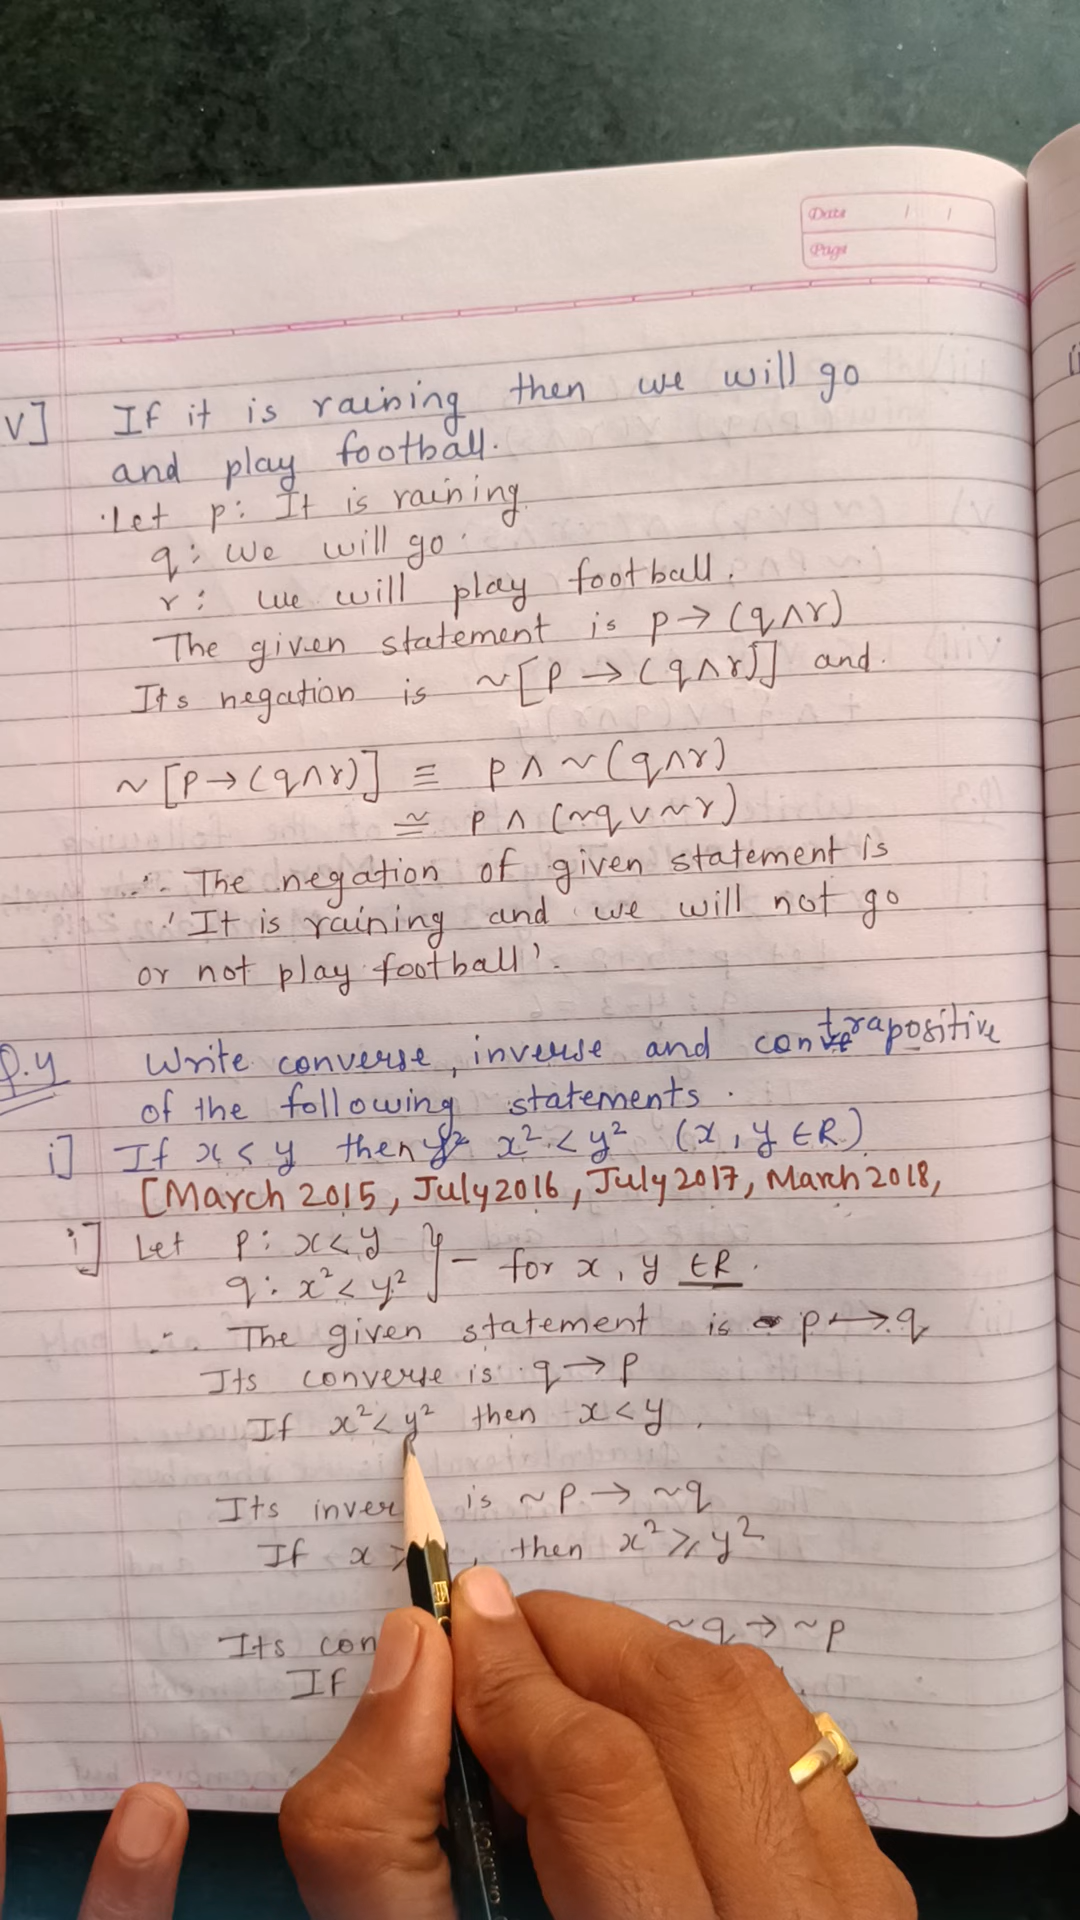 Date / /
Page
v] If it is raining then we will go
and play football.
Let p: It is raining
q: we will go.
r: we will play football.
The given statement is p → (q ∧ r)
Its negation is ~[p → (q ∧ r)] and.
~[p → (q ∧ r)] ≡ p ∧ ~(q ∧ r)
≅ p ∧ (~q ∨ ~r)
∴ The negation of given statement is
'It is raining and we will not go
or not play football'.
Q.4 Write converse, inverse and contrapositive
of the following statements.
i] If x < y then x² < y² (x, y ∈ R)
[March 2015, July 2016, July 2017, March 2018,
i] Let p: x < y
q: x² < y² } – for x, y ∈ R.
∴ The given statement is p → q
Its converse is q → p
If x² < y² then x < y.
Its inver is ~p → ~q
If x ≥ , then x² ≥ y²
Its con ~q → ~p
If